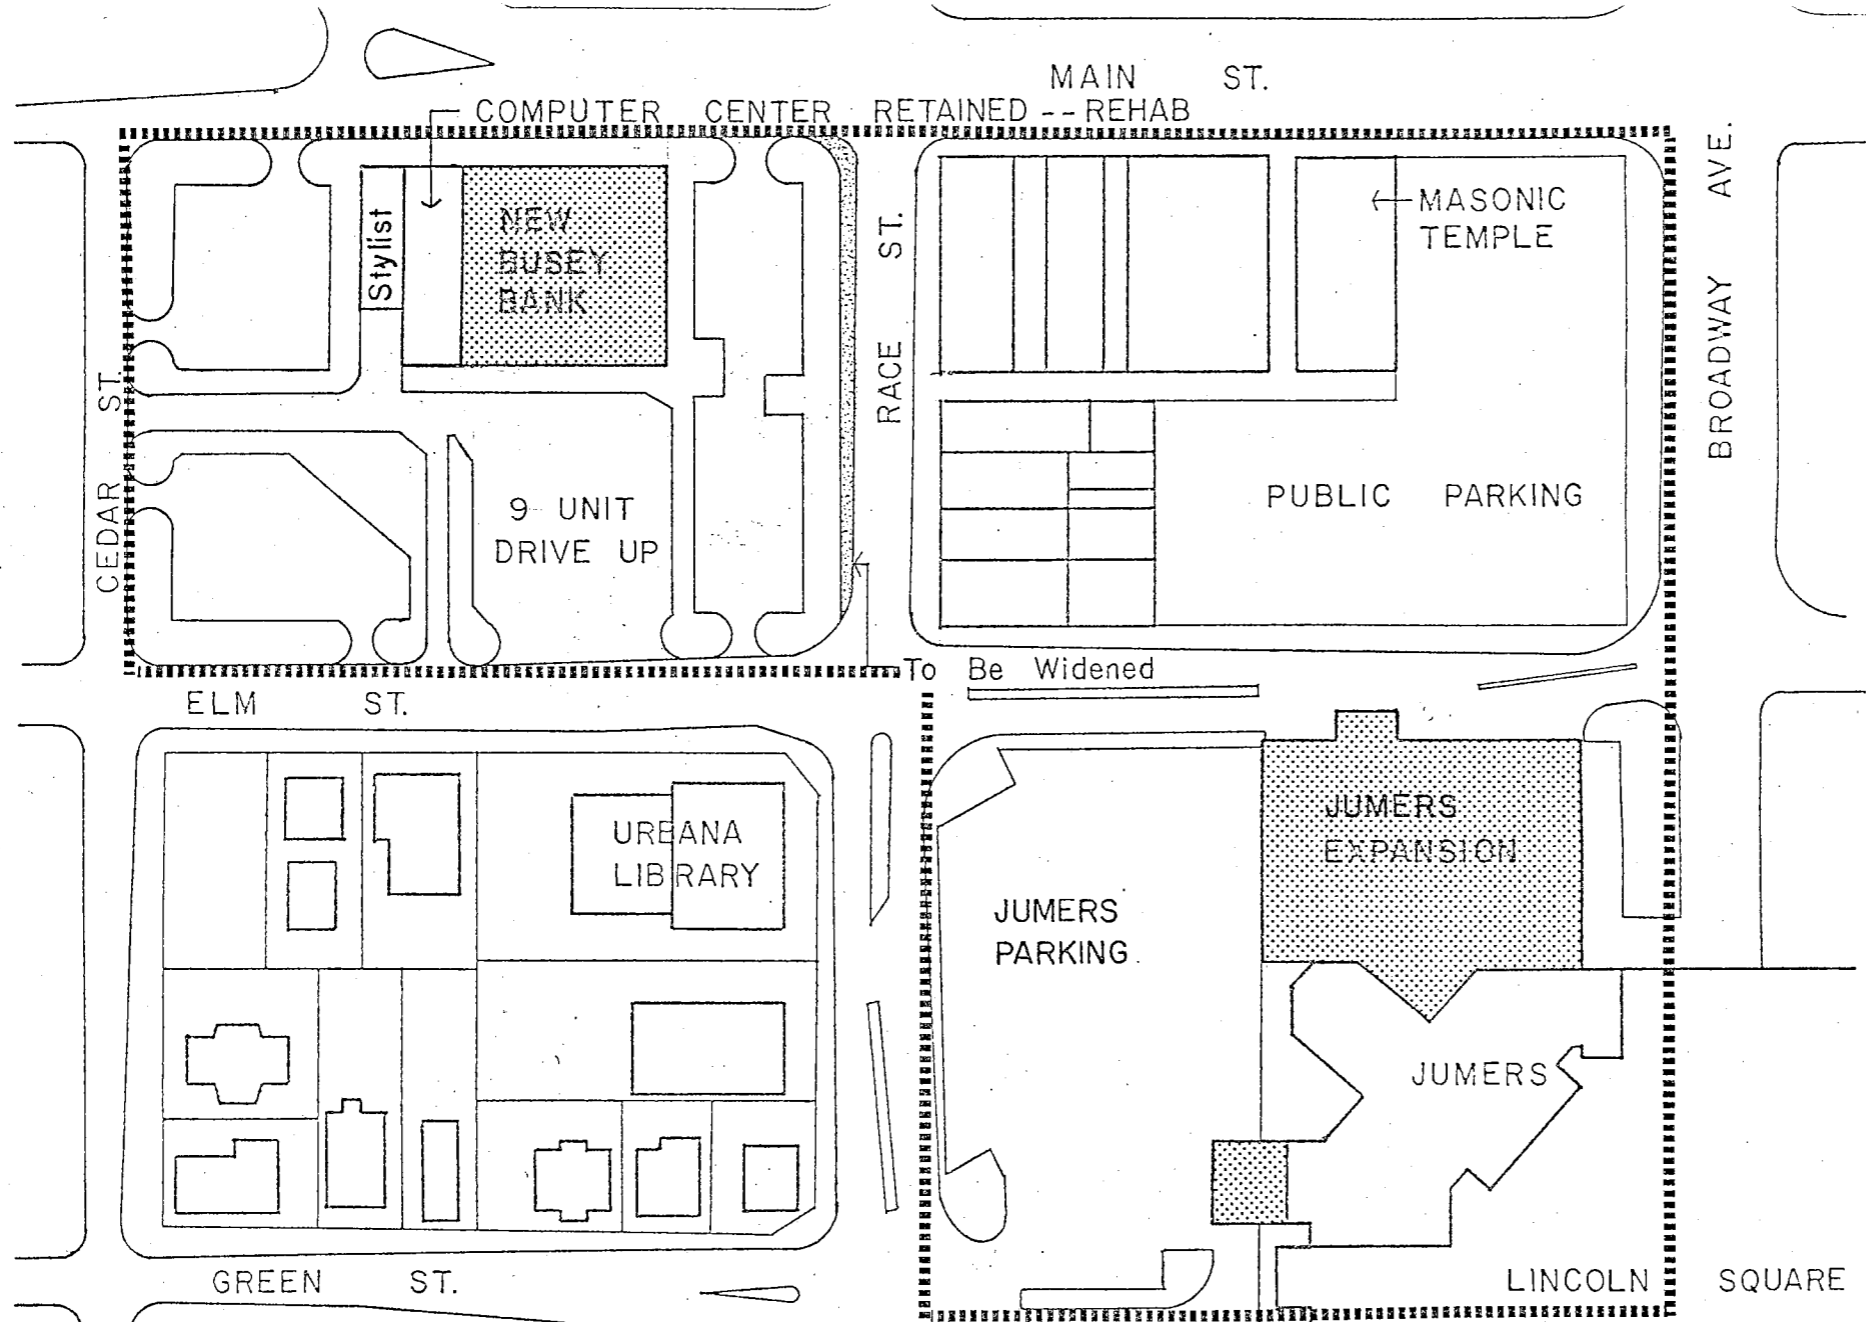 MAIN ST.
COMPUTER CENTER RETAINED -- REHAB
Stylist
NEW
BUSEY
BANK
RACE ST.
MASONIC
TEMPLE
BROADWAY AVE.
CEDAR ST.
9 UNIT
DRIVE UP
PUBLIC PARKING
To Be Widened
ELM ST.
URBANA
LIBRARY
JUMERS
EXPANSION
JUMERS
PARKING
JUMERS
GREEN ST.
LINCOLN SQUARE